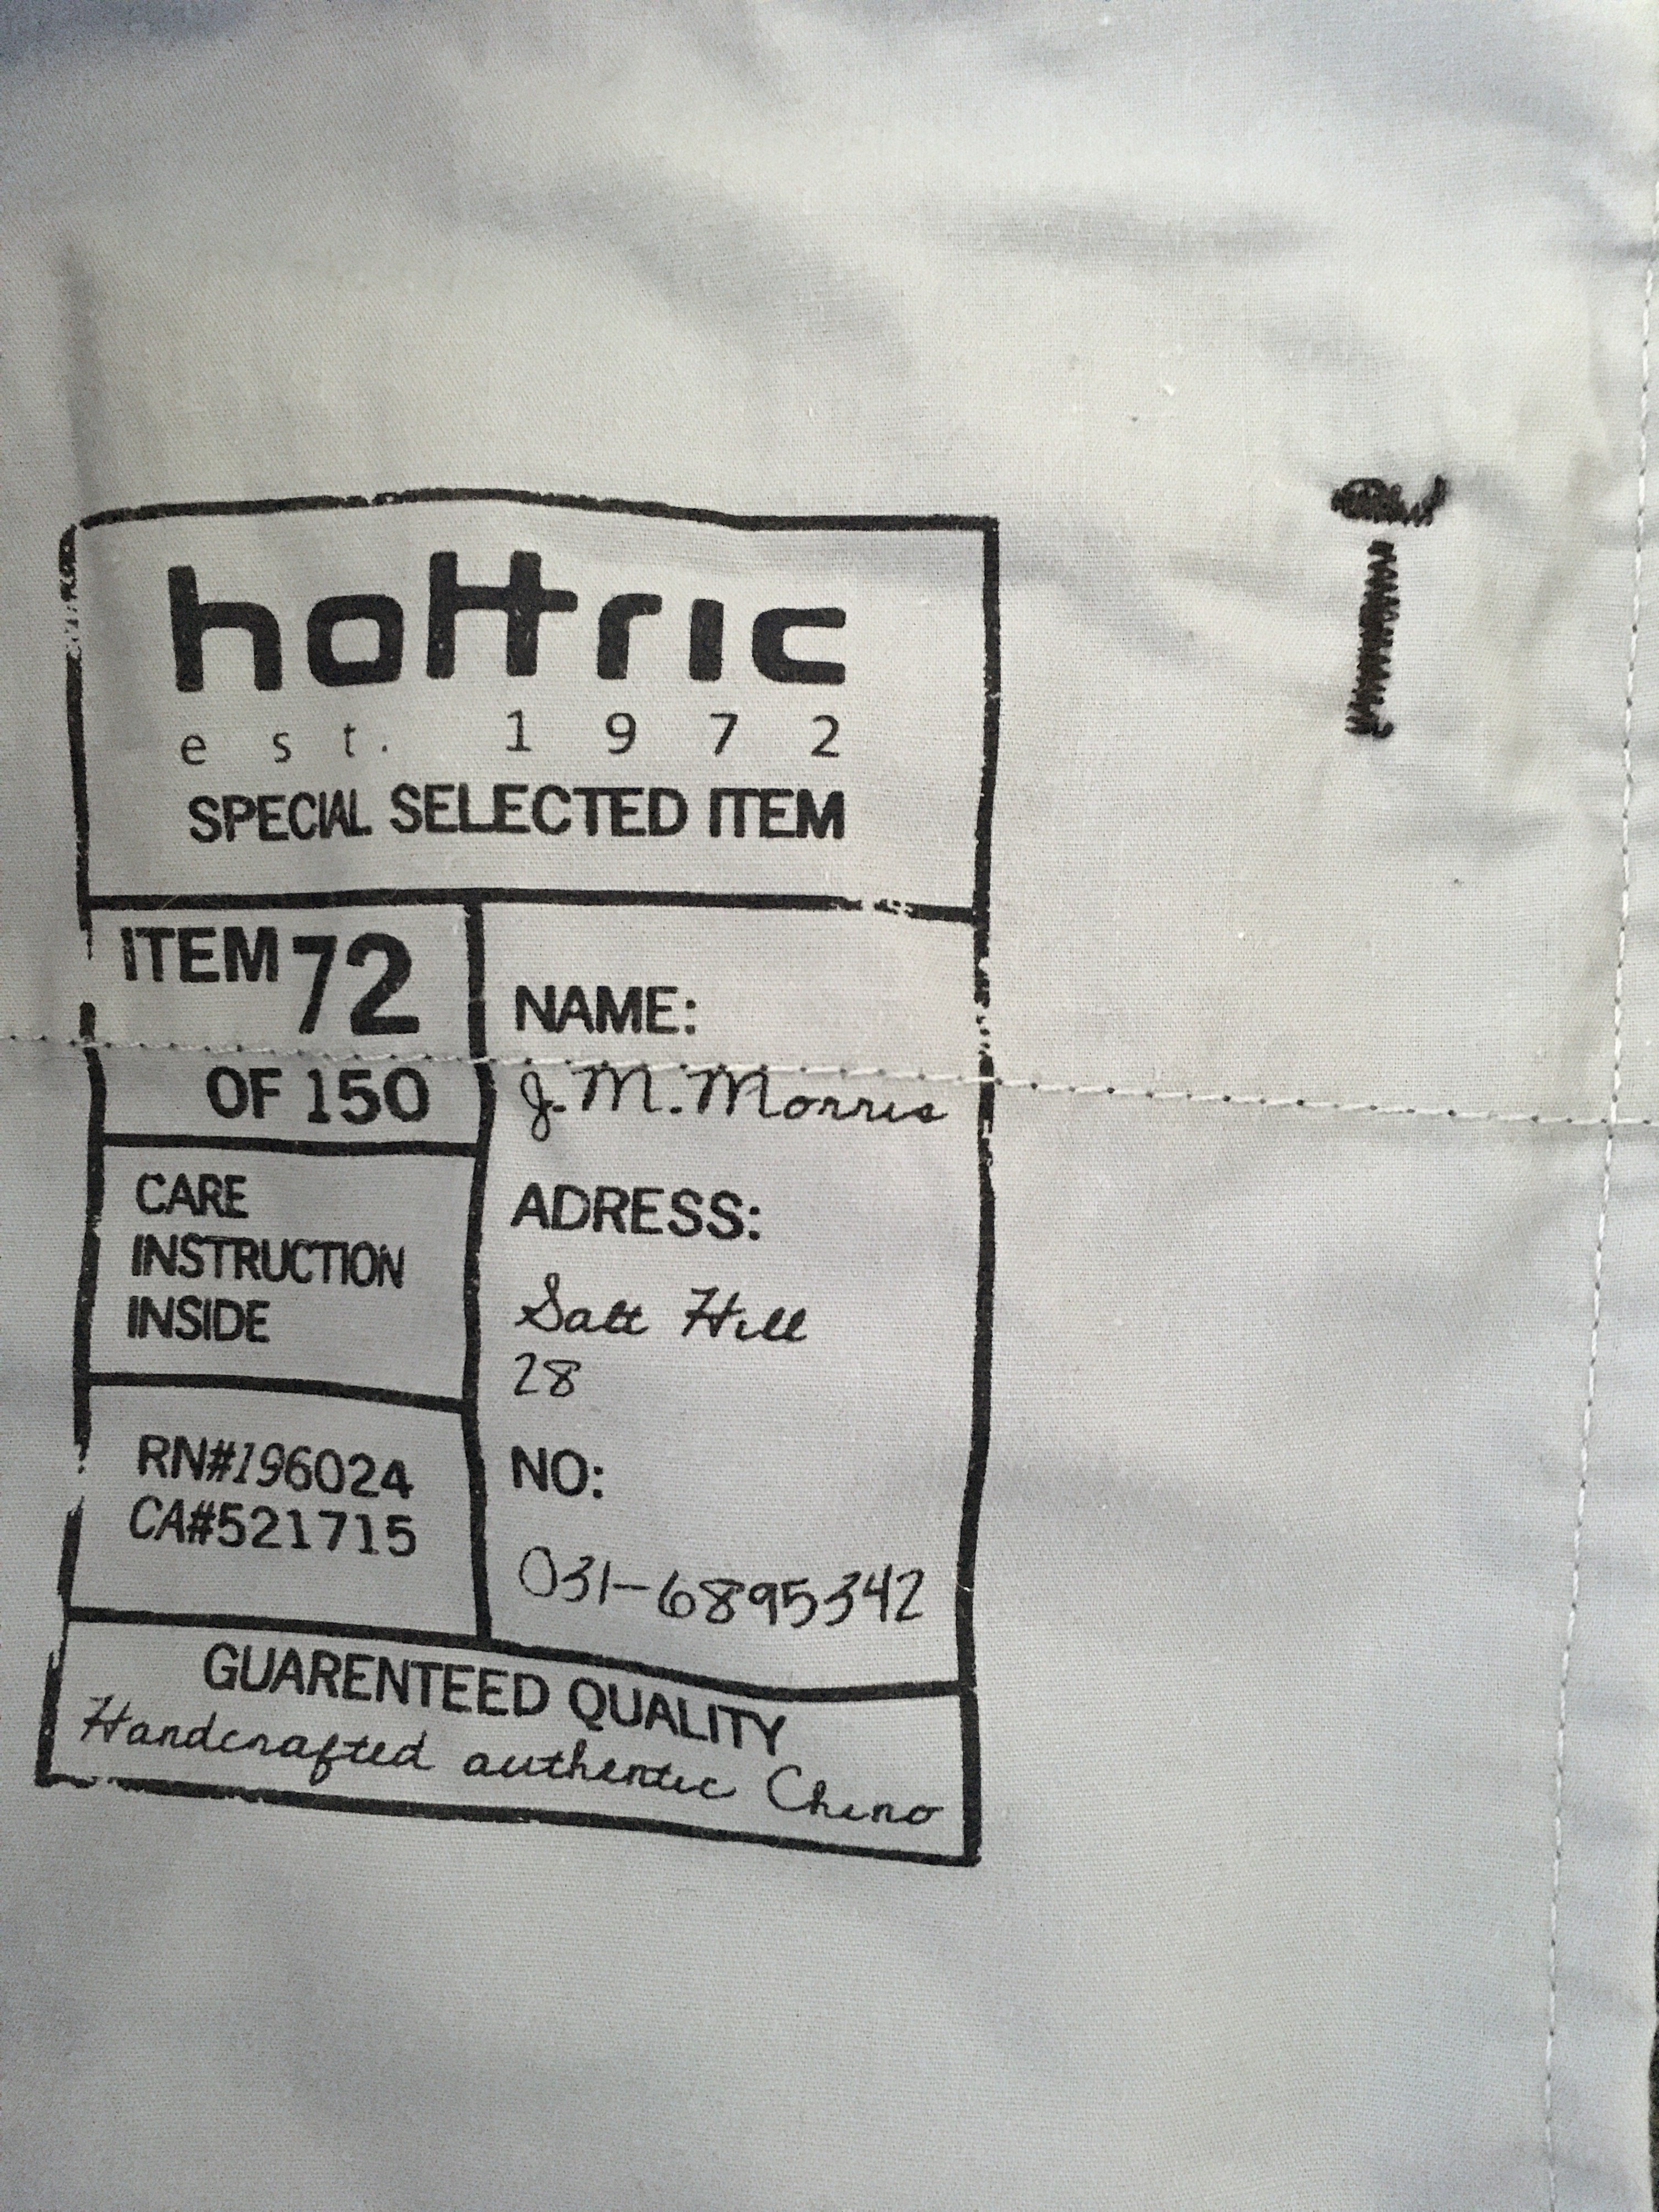 hottric
est. 1972
SPECIAL SELECTED ITEM
ITEM 72
OF 150
CARE
INSTRUCTION
INSIDE
RN#196024
CA#521715
NAME:
J.M.Morris
ADRESS:
Salt Hill
28
NO:
031-6895342
GUARENTEED QUALITY
Handcrafted authentic Chino